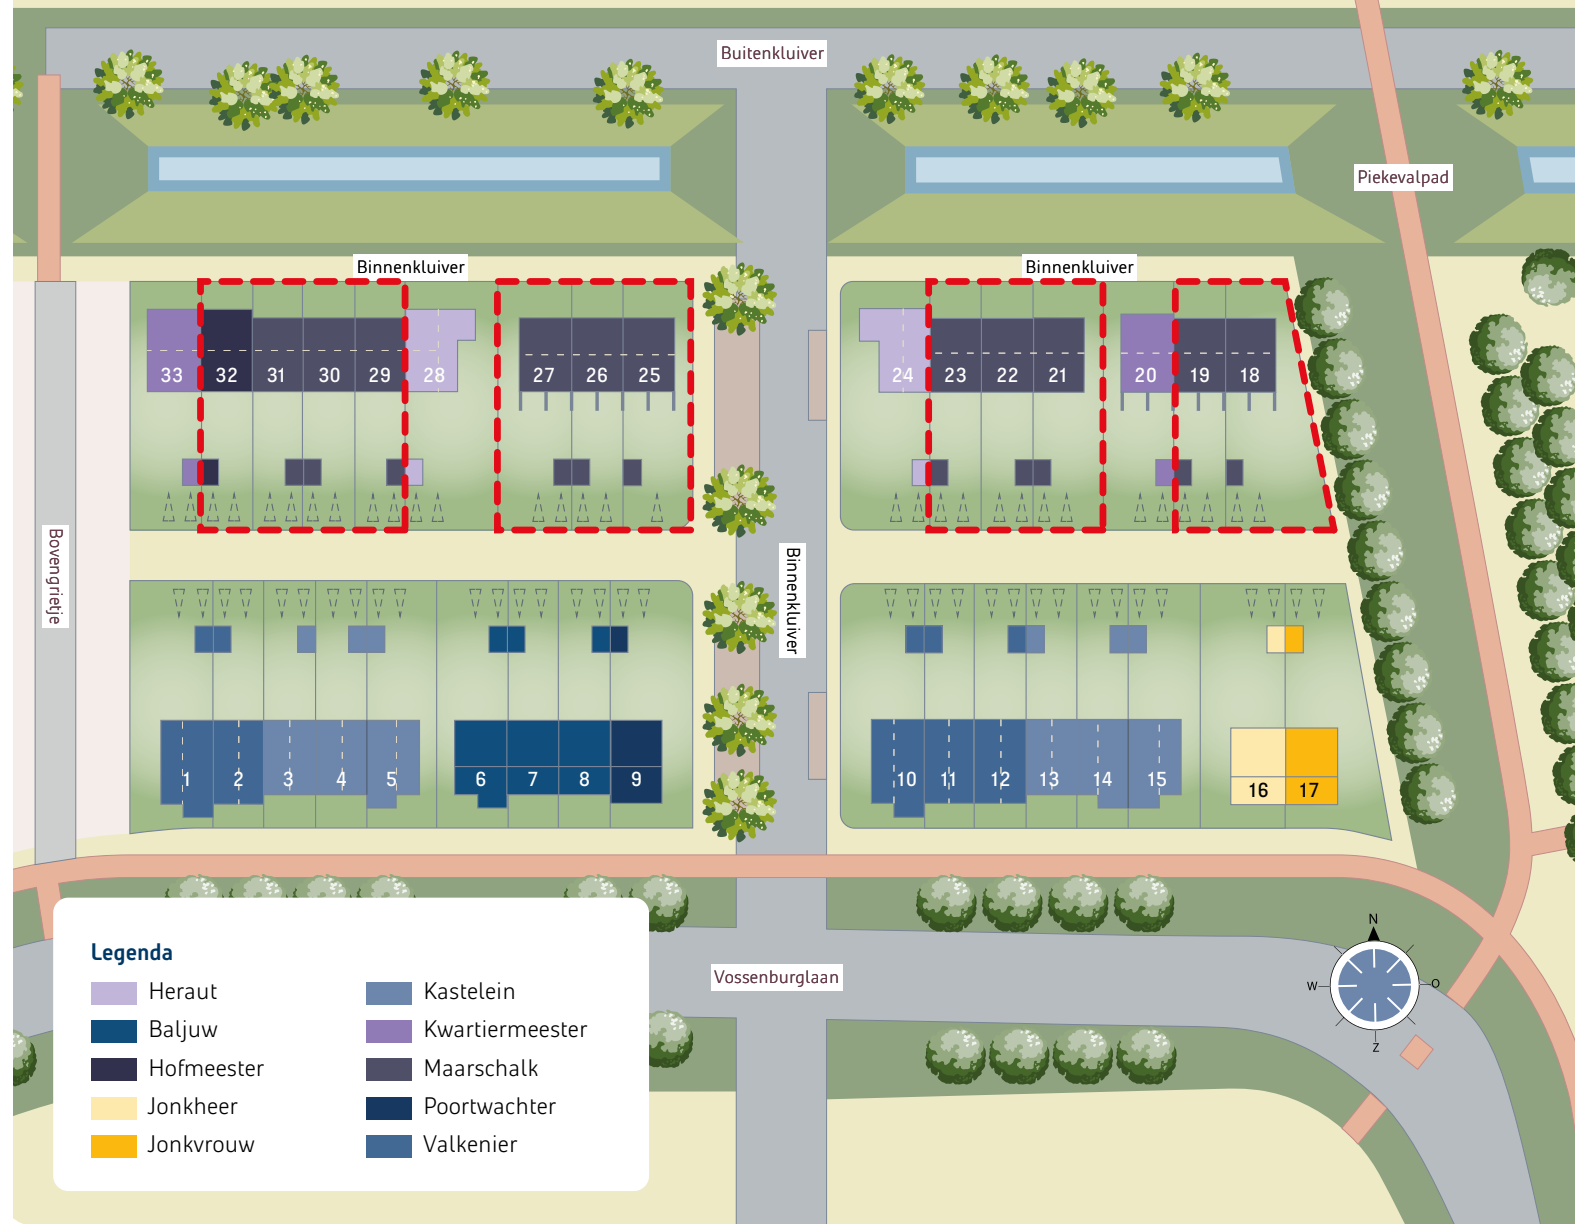 Buitenkluiver
Piekevalpad
Binnenkluiver
Binnenkluiver
33 32 31 30 29 28 27 26 25 24 23 22 21 20 19 18
Bovengrietje
Binnenkluiver
1 2 3 4 5 6 7 8 9 10 11 12 13 14 15 16 17
Vossenburglaan
N
W
O
Z
Legenda
Heraut
Baljuw
Hofmeester
Jonkheer
Jonkvrouw
Kastelein
Kwartiermeester
Maarschalk
Poortwachter
Valkenier